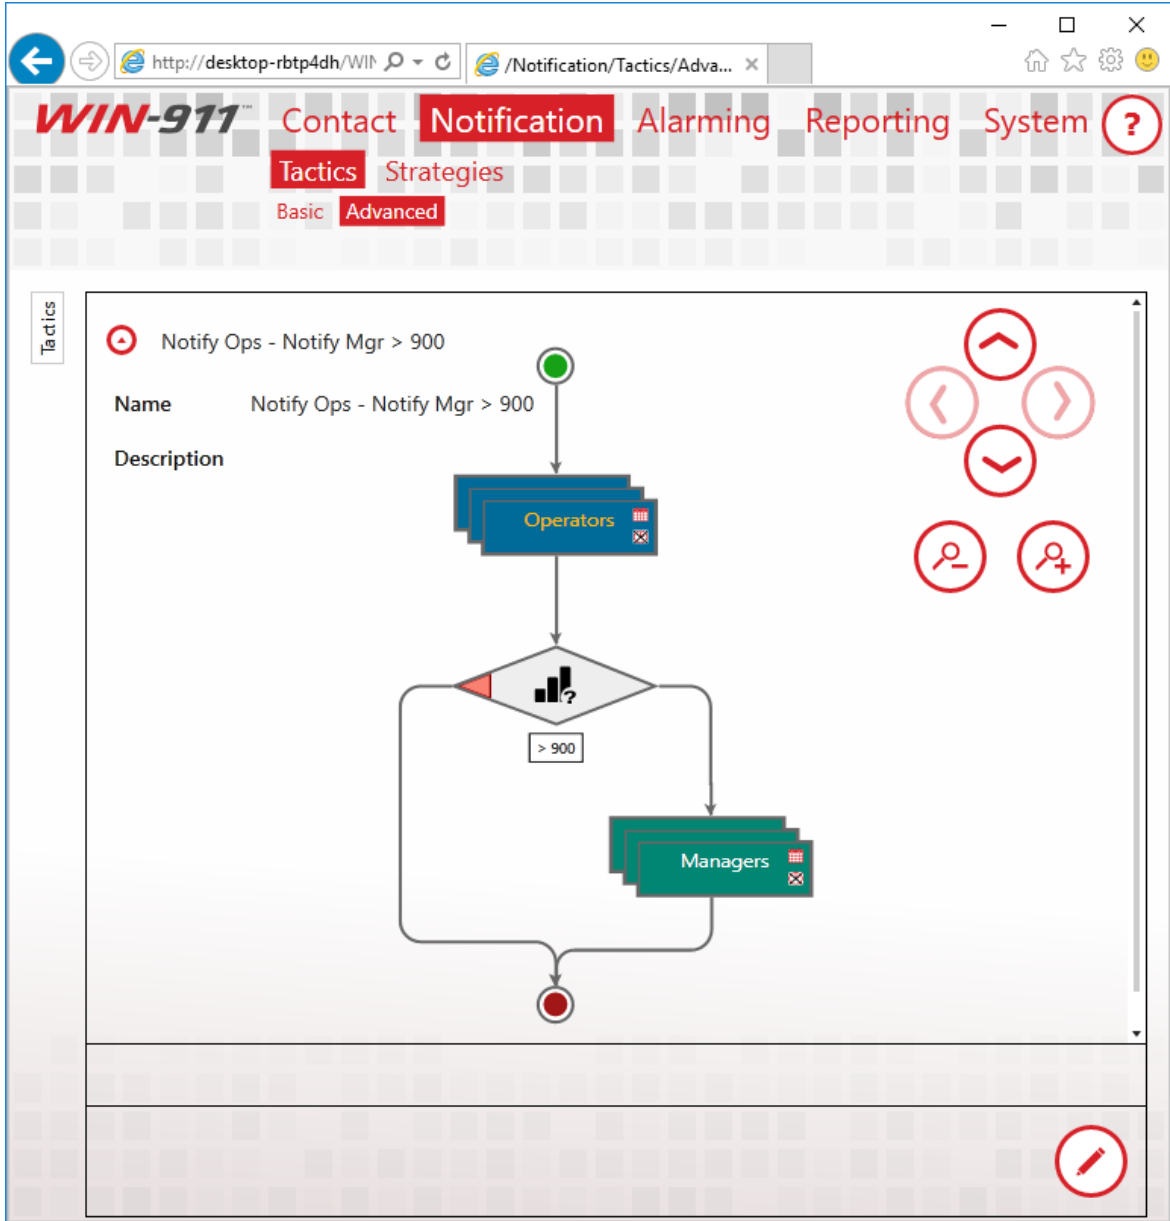 http://desktop-rbtp4dh/WIN
/Notification/Tactics/Adva...
WIN-911™ Contact Notification Alarming Reporting System ?
Tactics Strategies
Basic Advanced
Tactics
Notify Ops - Notify Mgr > 900
Name Notify Ops - Notify Mgr > 900
Description
Operators
?
> 900
Managers